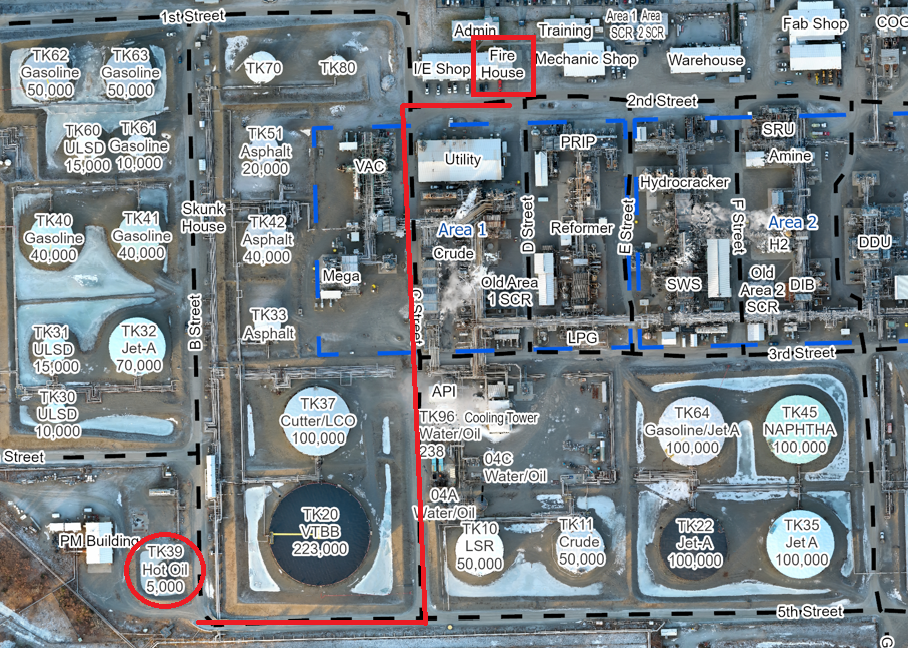 1st Street
TK62
Gasoline
50,000
TK63
Gasoline
50,000
TK70
TK80
Admin
Training
Area 1
SCR
Area
2 SCR
Fab Shop
COG
I/E Shop
Fire
House
Mechanic Shop
Warehouse
2nd Street
TK60
ULSD
15,000
TK61
Gasoline
10,000
TK51
Asphalt
20,000
VAC
Utility
PRIP
SRU
Amine
Hydrocracker
Skunk
House
TK40
Gasoline
40,000
TK41
Gasoline
40,000
TK42
Asphalt
40,000
Area 1
Crude
D Street
Reformer
E Street
F Street
Area 2
H2
DDU
Mega
Old Area
1 SCR
SWS
Old
Area 2
SCR
DIB
B Street
C Street
TK31
ULSD
15,000
TK32
Jet-A
70,000
TK33
Asphalt
LPG
3rd Street
TK30
ULSD
10,000
TK37
Cutter/LCO
100,000
API
TK96
Water/Oil
238
Cooling Tower
TK64
Gasoline/JetA
100,000
TK45
NAPHTHA
100,000
Street
04C
Water/Oil
04A
Water/Oil
PM Building
TK39
Hot Oil
5,000
TK20
VTBB
223,000
TK10
LSR
50,000
TK11
Crude
50,000
TK22
Jet-A
100,000
TK35
Jet A
100,000
5th Street
G